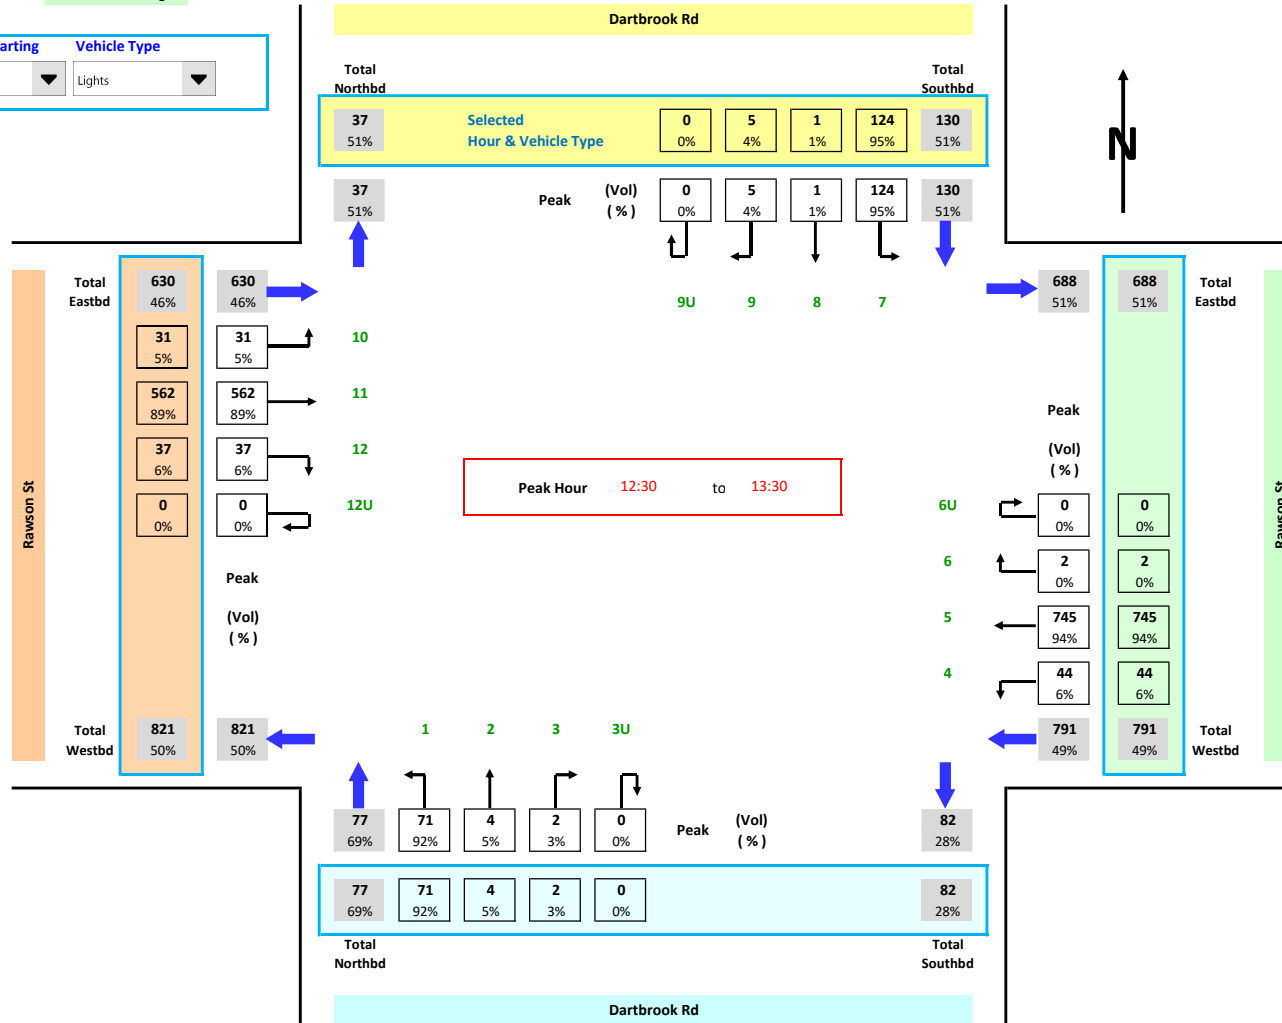 Dartbrook Rd
arting Vehicle Type
Lights
Total Northbd
Total Southbd
37 51%
Selected Hour & Vehicle Type
0 0%
5 4%
1 1%
124 95%
130 51%
37 51%
Peak (Vol) ( % )
0 0%
5 4%
1 1%
124 95%
130 51%
N
Total Eastbd
630 46%
630 46%
9U 9 8 7
688 51%
688 51%
Total Eastbd
31 5%
31 5%
10
562 89%
562 89%
11
37 6%
37 6%
12
0 0%
0 0%
12U
Rawson St
Peak
(Vol)
( % )
Peak Hour 12:30 to 13:30
Peak
(Vol)
( % )
6U
0 0%
0 0%
6
2 0%
2 0%
5
745 94%
745 94%
4
44 6%
44 6%
Rawson St
Total Westbd
821 50%
821 50%
1 2 3 3U
791 49%
791 49%
Total Westbd
77 69%
71 92%
4 5%
2 3%
0 0%
Peak (Vol) ( % )
82 28%
77 69%
71 92%
4 5%
2 3%
0 0%
82 28%
Total Northbd
Total Southbd
Dartbrook Rd